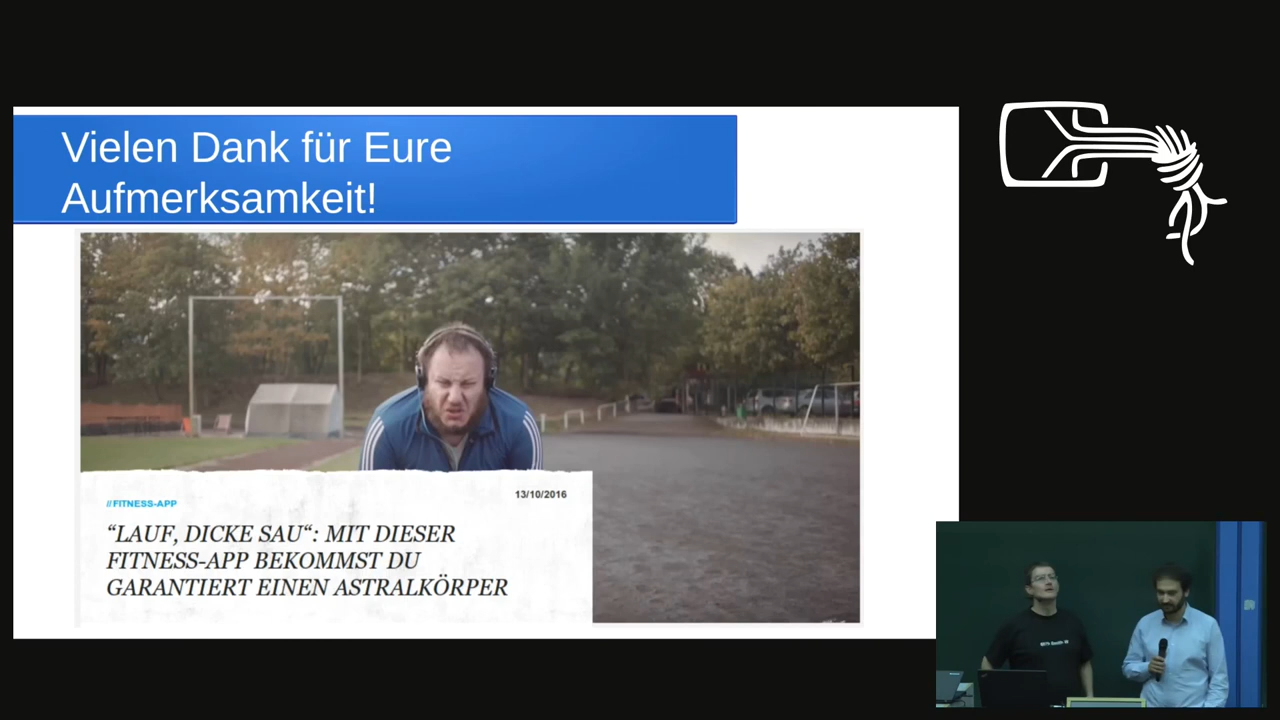 Vielen Dank für Eure
Aufmerksamkeit!
//FITNESS-APP
13/10/2016
“LAUF, DICKE SAU“: MIT DIESER
FITNESS-APP BEKOMMST DU
GARANTIERT EINEN ASTRALKÖRPER